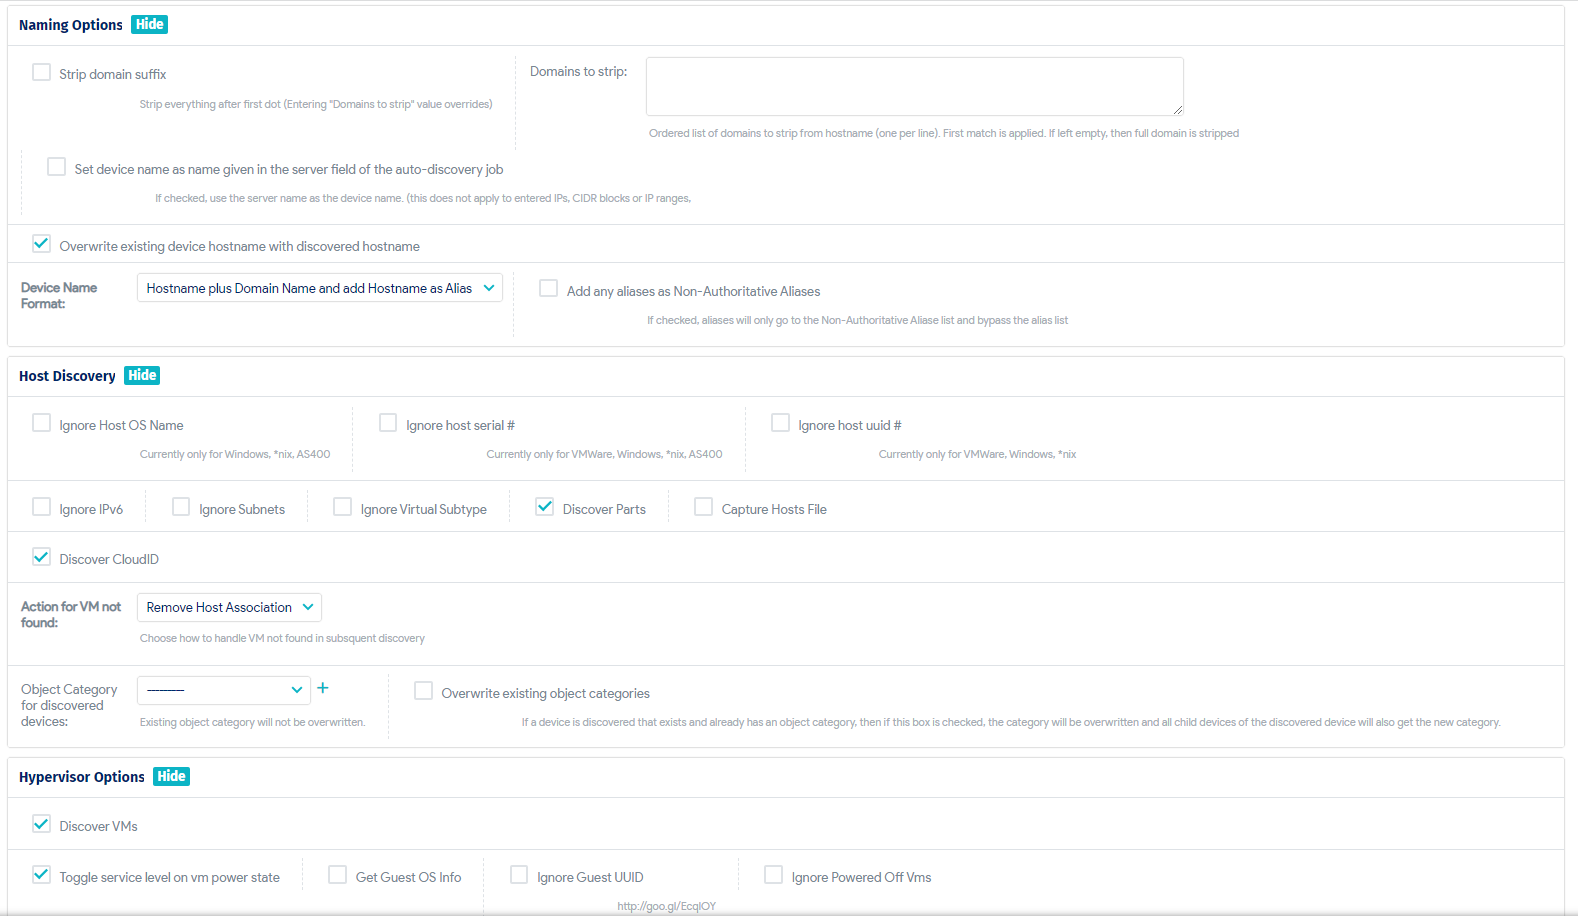 Naming Options Hide
Strip domain suffix
Strip everything after first dot (Entering "Domains to strip" value overrides)
Domains to strip:
Ordered list of domains to strip from hostname (one per line). First match is applied. If left empty, then full domain is stripped
Set device name as name given in the server field of the auto-discovery job
If checked, use the server name as the device name. (this does not apply to entered IPs, CIDR blocks or IP ranges,
Overwrite existing device hostname with discovered hostname
Device Name
Format:
Hostname plus Domain Name and add Hostname as Alias
Add any aliases as Non-Authoritative Aliases
If checked, aliases will only go to the Non-Authoritative Aliase list and bypass the alias list
Host Discovery Hide
Ignore Host OS Name
Currently only for Windows, *nix, AS400
Ignore host serial #
Currently only for VMWare, Windows, *nix, AS400
Ignore host uuid #
Currently only for VMWare, Windows, *nix
Ignore IPv6
Ignore Subnets
Ignore Virtual Subtype
Discover Parts
Capture Hosts File
Discover CloudID
Action for VM not
found:
Remove Host Association
Choose how to handle VM not found in subsquent discovery
Object Category
for discovered
devices:
---------
+
Existing object category will not be overwritten.
Overwrite existing object categories
If a device is discovered that exists and already has an object category, then if this box is checked, the category will be overwritten and all child devices of the discovered device will also get the new category.
Hypervisor Options Hide
Discover VMs
Toggle service level on vm power state
Get Guest OS Info
Ignore Guest UUID
http://goo.gl/EcqIOY
Ignore Powered Off Vms